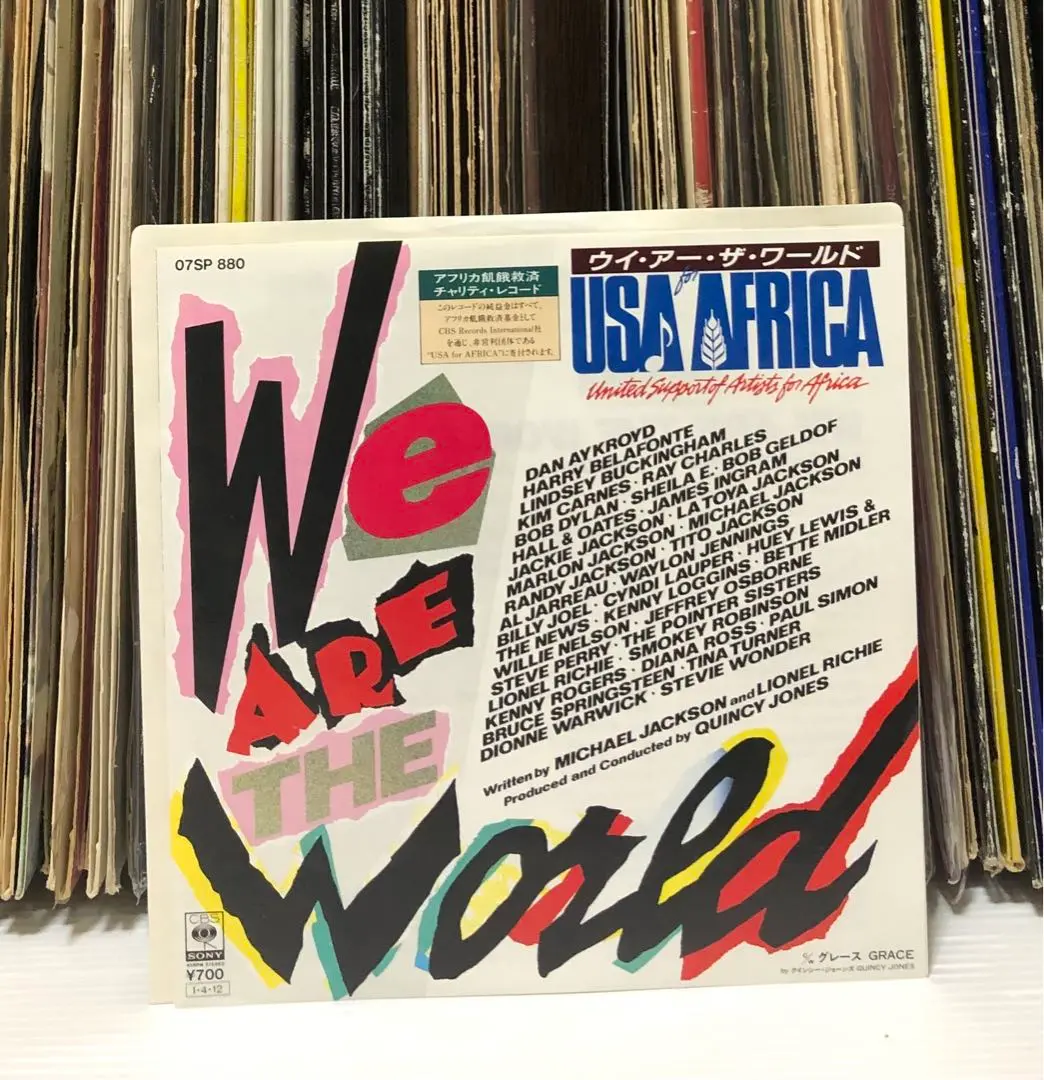 07SP 880
We
ARE
THE
World
アフリカ飢餓救済
チャリティ・レコード
このレコードの純益金はすべて、
アフリカ飢餓救済基金として
CBS Records International社
を通じ、非営利団体である
"USA for AFRICA"に寄付されます。
ウイ・アー・ザ・ワールド
USA for AFRICA
United Support of Artists for Africa
DAN AYKROYD
HARRY BELAFONTE
LINDSEY BUCKINGHAM
KIM CARNES · RAY CHARLES
BOB DYLAN · SHEILA E. · BOB GELDOF
HALL & OATES · JAMES INGRAM
JACKIE JACKSON · LA TOYA JACKSON
MARLON JACKSON · MICHAEL JACKSON
RANDY JACKSON · TITO JACKSON
AL JARREAU · WAYLON JENNINGS
BILLY JOEL · CYNDI LAUPER · HUEY LEWIS &
THE NEWS · KENNY LOGGINS · BETTE MIDLER
WILLIE NELSON · JEFFREY OSBORNE
STEVE PERRY · THE POINTER SISTERS
LIONEL RICHIE · SMOKEY ROBINSON
KENNY ROGERS · DIANA ROSS · PAUL SIMON
BRUCE SPRINGSTEEN · TINA TURNER
DIONNE WARWICK · STEVIE WONDER
Written by MICHAEL JACKSON and LIONEL RICHIE
Produced and Conducted by QUINCY JONES
CBS
SONY
45RPM STEREO
¥700
1·4·12
c/w グレース GRACE
by クインシー・ジョーンズ QUINCY JONES